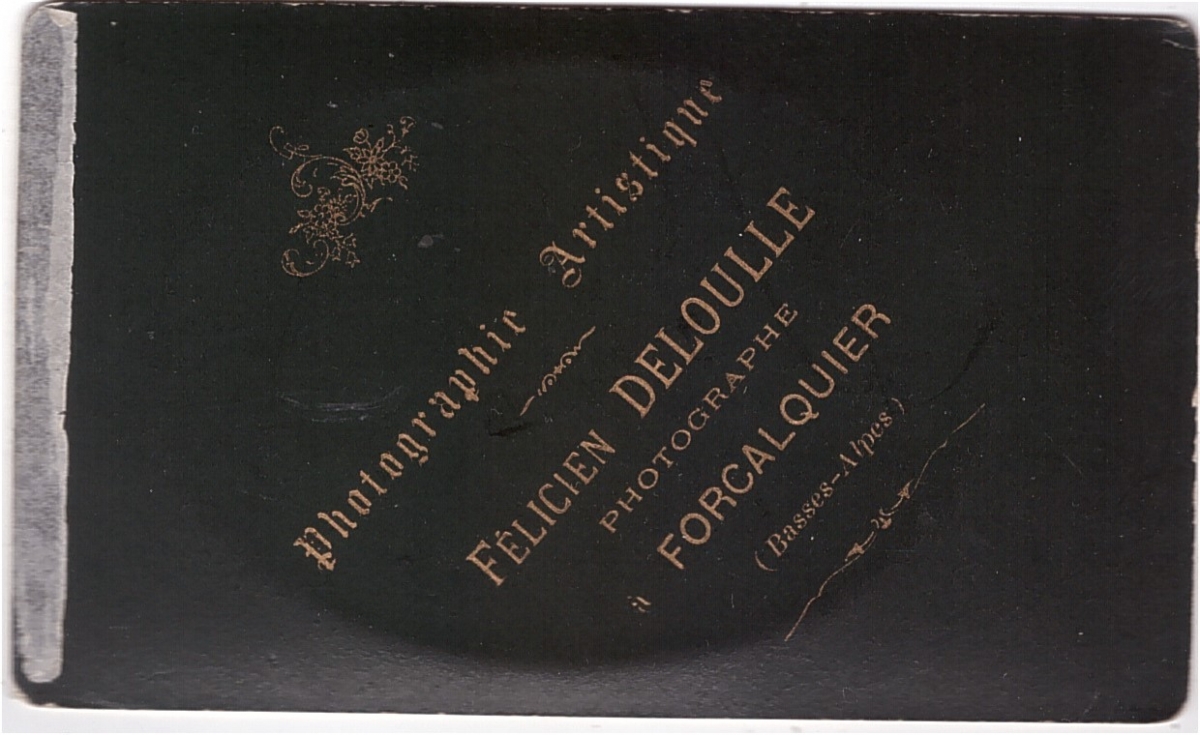 Photographie Artistique
FÉLICIEN DELOULLE
PHOTOGRAPHE
à FORCALQUIER
(Basses-Alpes)